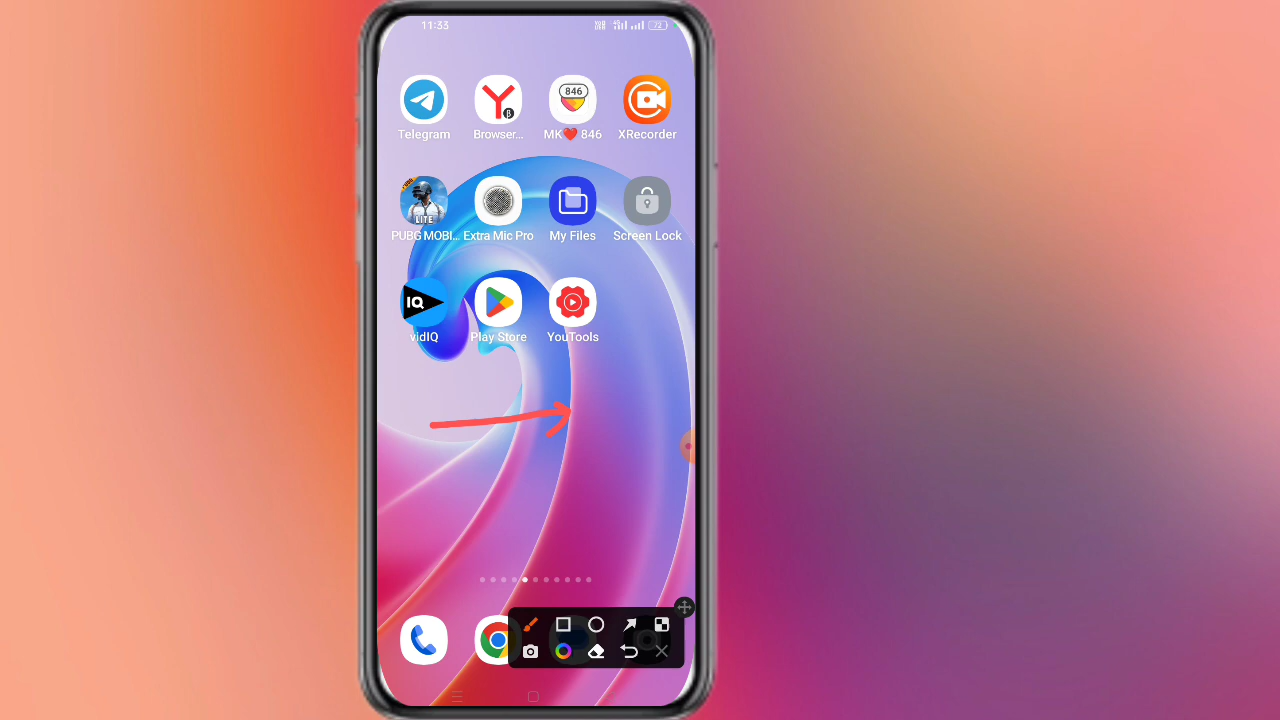 11:33
72
846
Telegram
Browser...
MK❤️ 846
XRecorder
LITE
PUBG MOBI...
Extra Mic Pro
My Files
Screen Lock
IQ
vidIQ
Play Store
YouTools